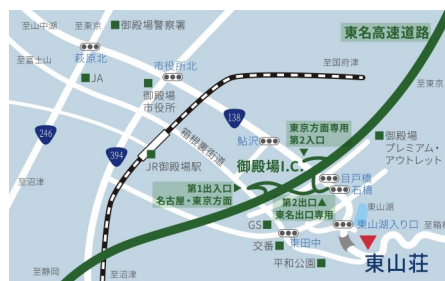 至山中湖
至東京
御殿場警察署
東名高速道路
至富士山
萩原北
市役所北
至国府津
JA
御殿場
市役所
至東京
246
138
394
箱根裏街道
鮎沢
東京方面専用
第2入口
御殿場
プレミアム・
アウトレット
JR御殿場駅
御殿場I.C.
目戸橋
石橋
至沼津
第1出入口
名古屋・東京方面
第2出口
東名出口専用
東山湖
GS
東山湖入り口
至箱根
交番
東田中
東山荘
平和公園
至静岡
至沼津